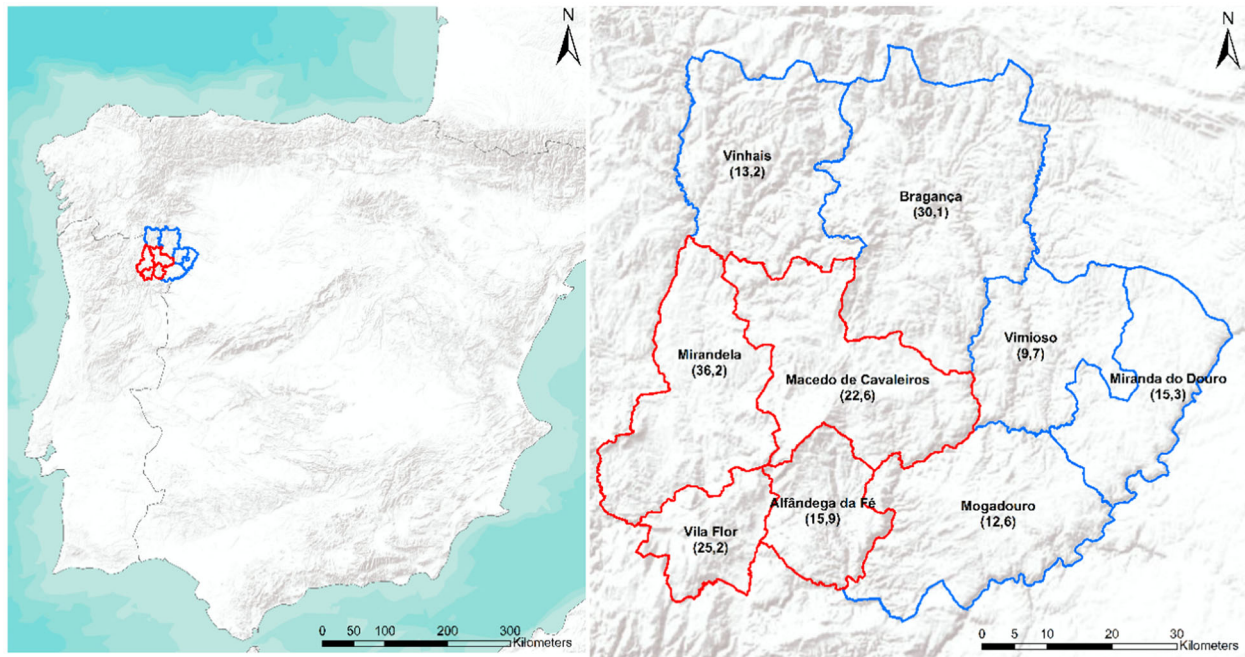 N
0 50 100 200 300
Kilometers
N
Vinhais
(13,2)
Bragança
(30,1)
Vimioso
(9,7)
Mirandela
(36,2)
Macedo de Cavaleiros
(22,6)
Miranda do Douro
(15,3)
Alfândega da Fé
(15,9)
Mogadouro
(12,6)
Vila Flor
(25,2)
0 5 10 20 30
Kilometers